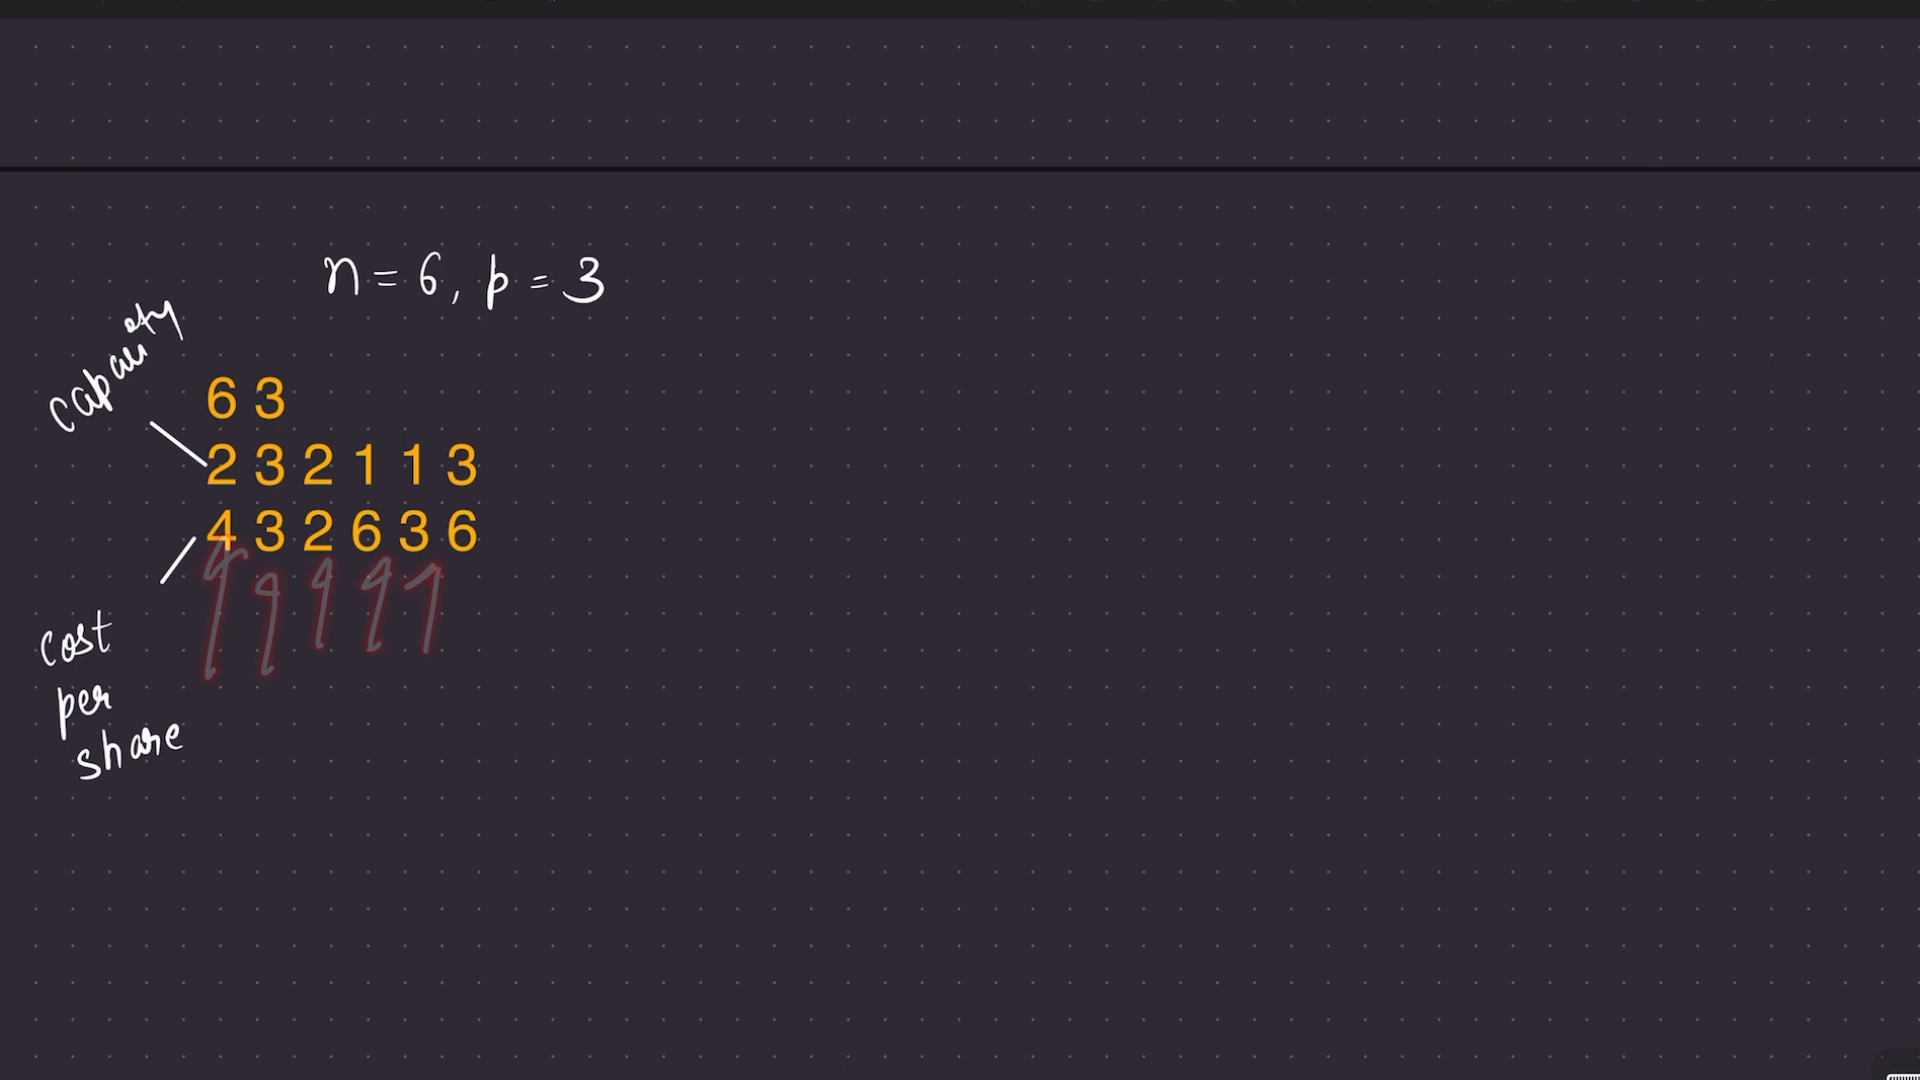 n = 6, p = 3
capacity
6 3
2 3 2 1 1 3
4 3 2 6 3 6
cost
per
share